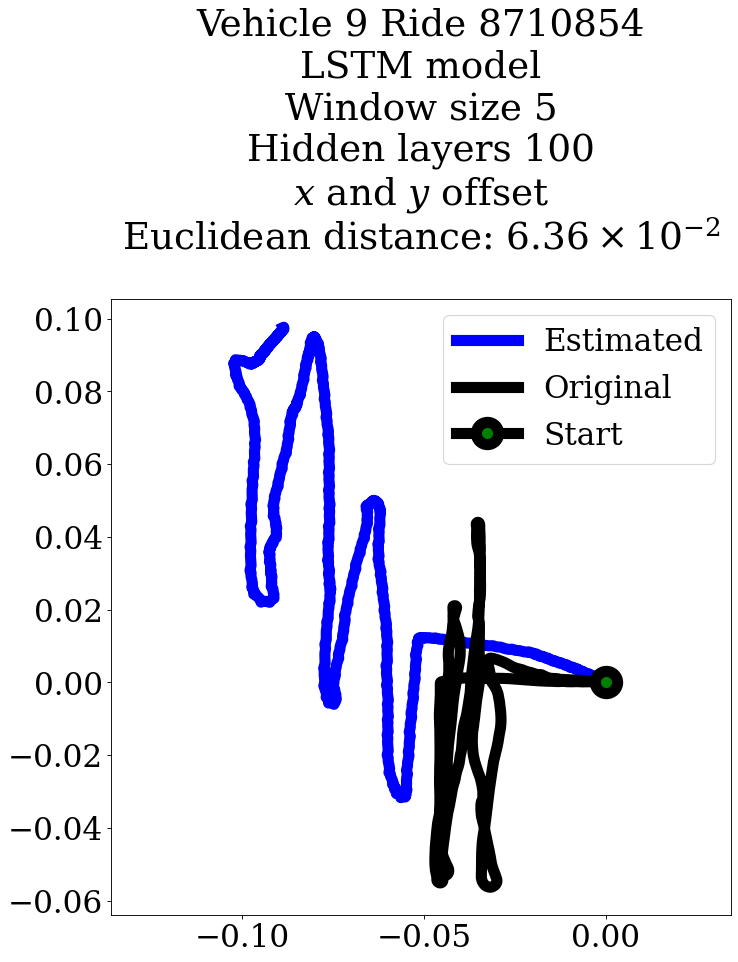 Vehicle 9 Ride 8710854
LSTM model
Window size 5
Hidden layers 100
x and y offset
Euclidean distance: 6.36 × 10⁻²
Estimated
Original
Start
0.10
0.08
0.06
0.04
0.02
0.00
−0.02
−0.04
−0.06
−0.10
−0.05
0.00